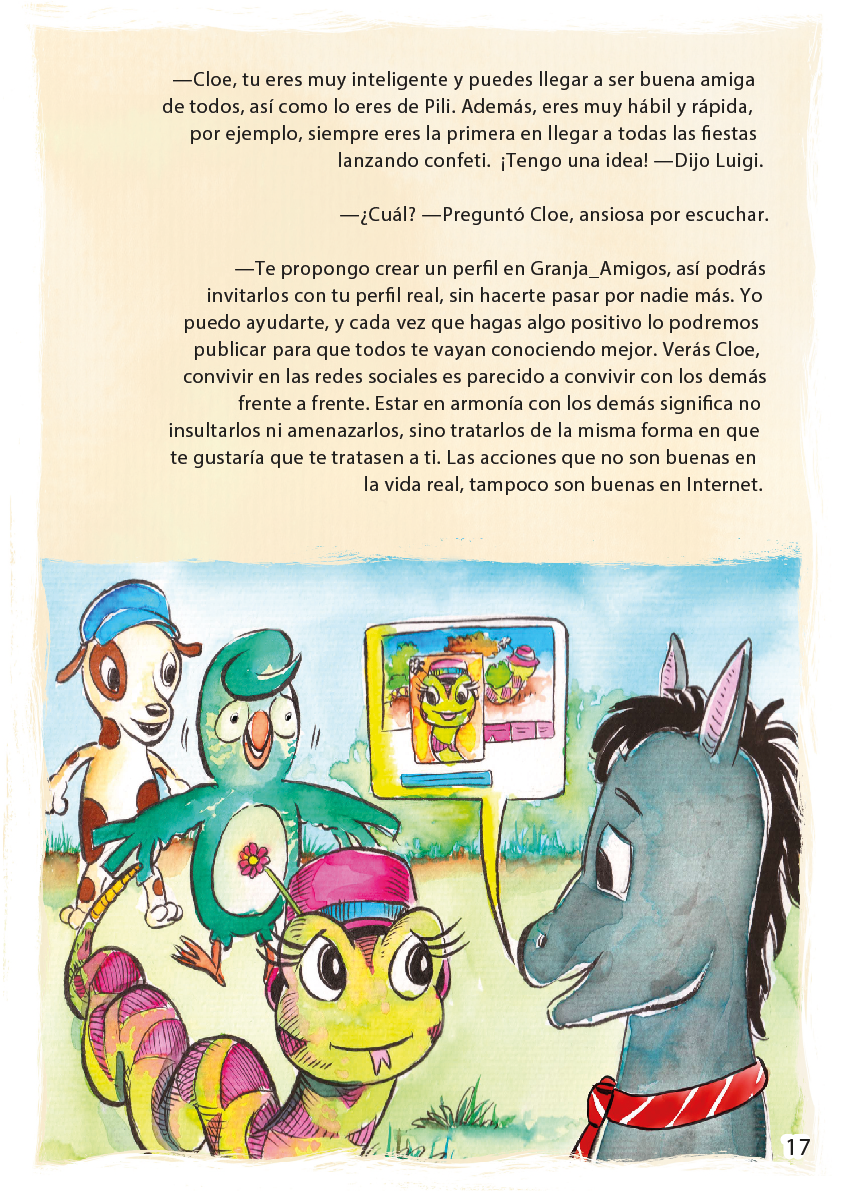 —Cloe, tu eres muy inteligente y puedes llegar a ser buena amiga
de todos, así como lo eres de Pili. Además, eres muy hábil y rápida,
por ejemplo, siempre eres la primera en llegar a todas las fiestas
lanzando confeti.  ¡Tengo una idea! —Dijo Luigi.
—¿Cuál? —Preguntó Cloe, ansiosa por escuchar.
—Te propongo crear un perfil en Granja_Amigos, así podrás
invitarlos con tu perfil real, sin hacerte pasar por nadie más. Yo
puedo ayudarte, y cada vez que hagas algo positivo lo podremos
publicar para que todos te vayan conociendo mejor. Verás Cloe,
convivir en las redes sociales es parecido a convivir con los demás
frente a frente. Estar en armonía con los demás significa no
insultarlos ni amenazarlos, sino tratarlos de la misma forma en que
te gustaría que te tratasen a ti. Las acciones que no son buenas en
la vida real, tampoco son buenas en Internet.
17